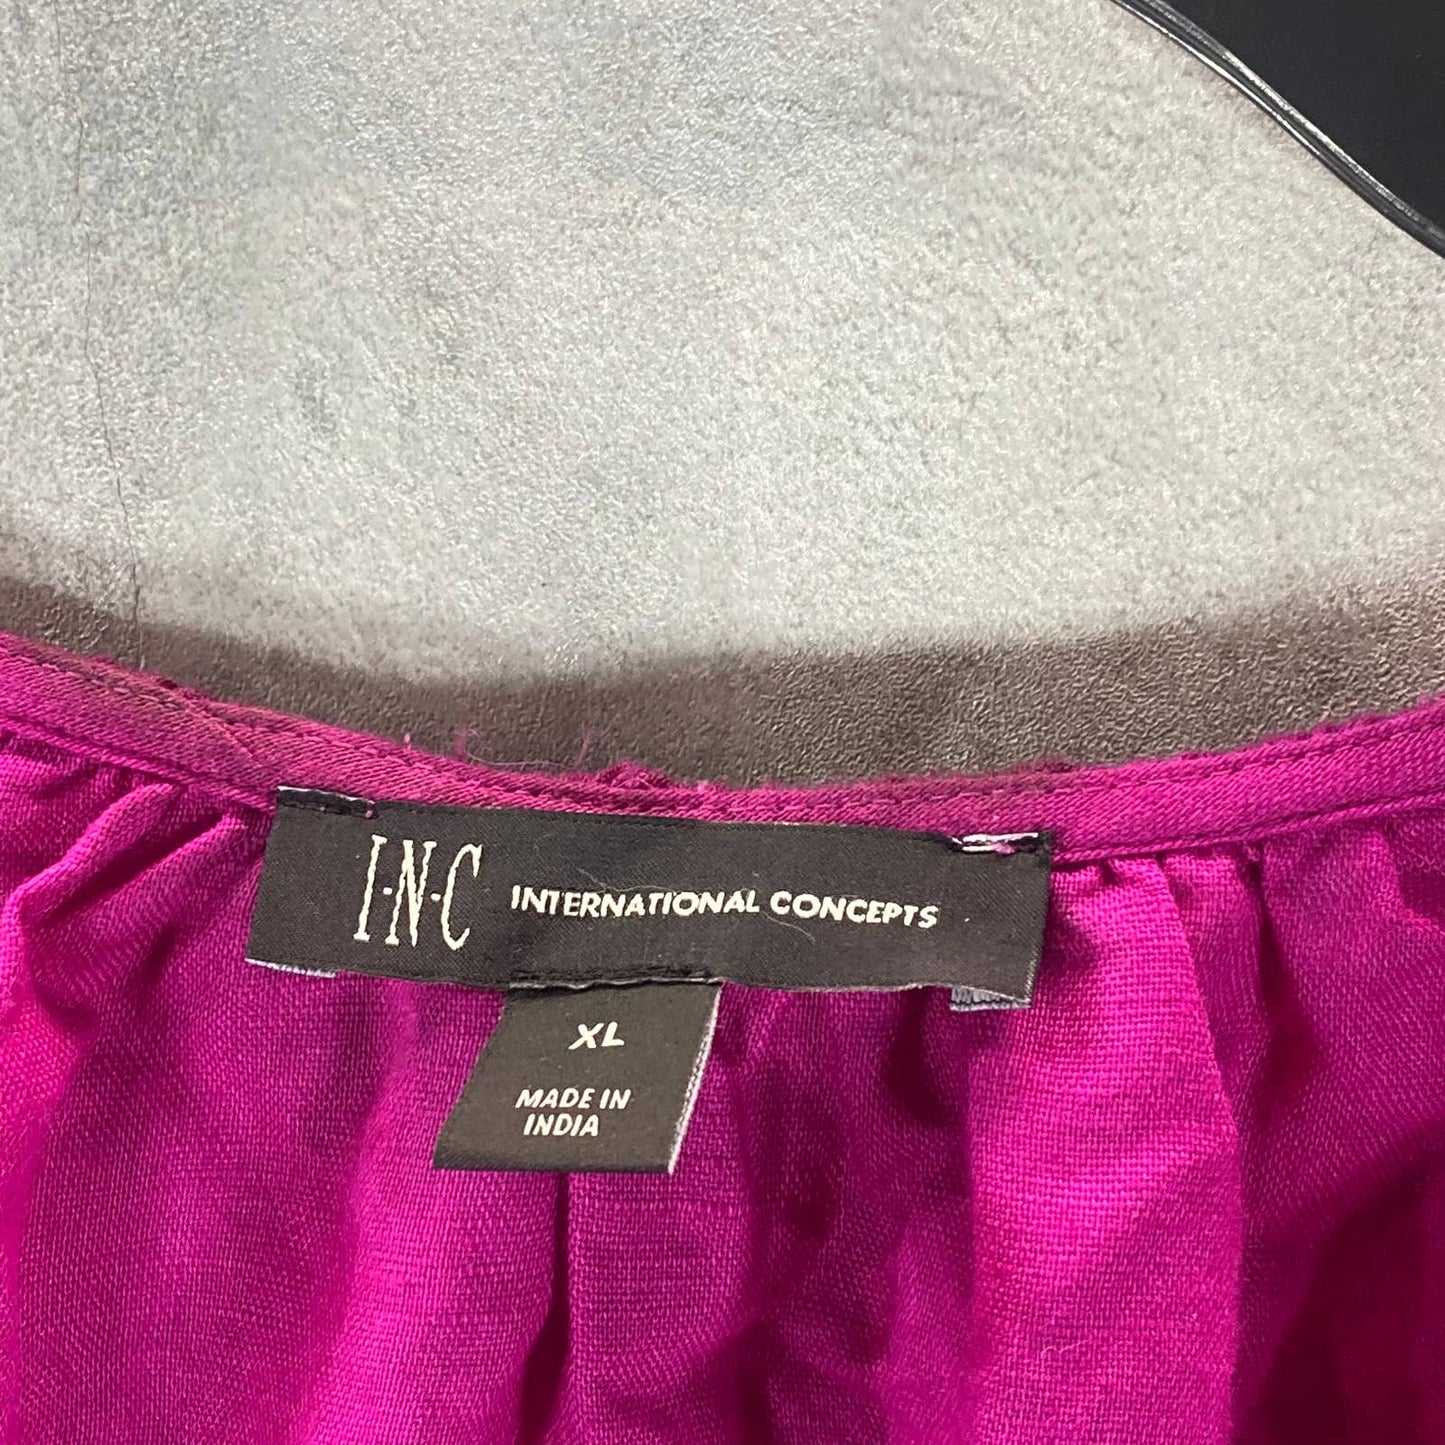 I·N·C INTERNATIONAL CONCEPTS
XL
MADE IN
INDIA